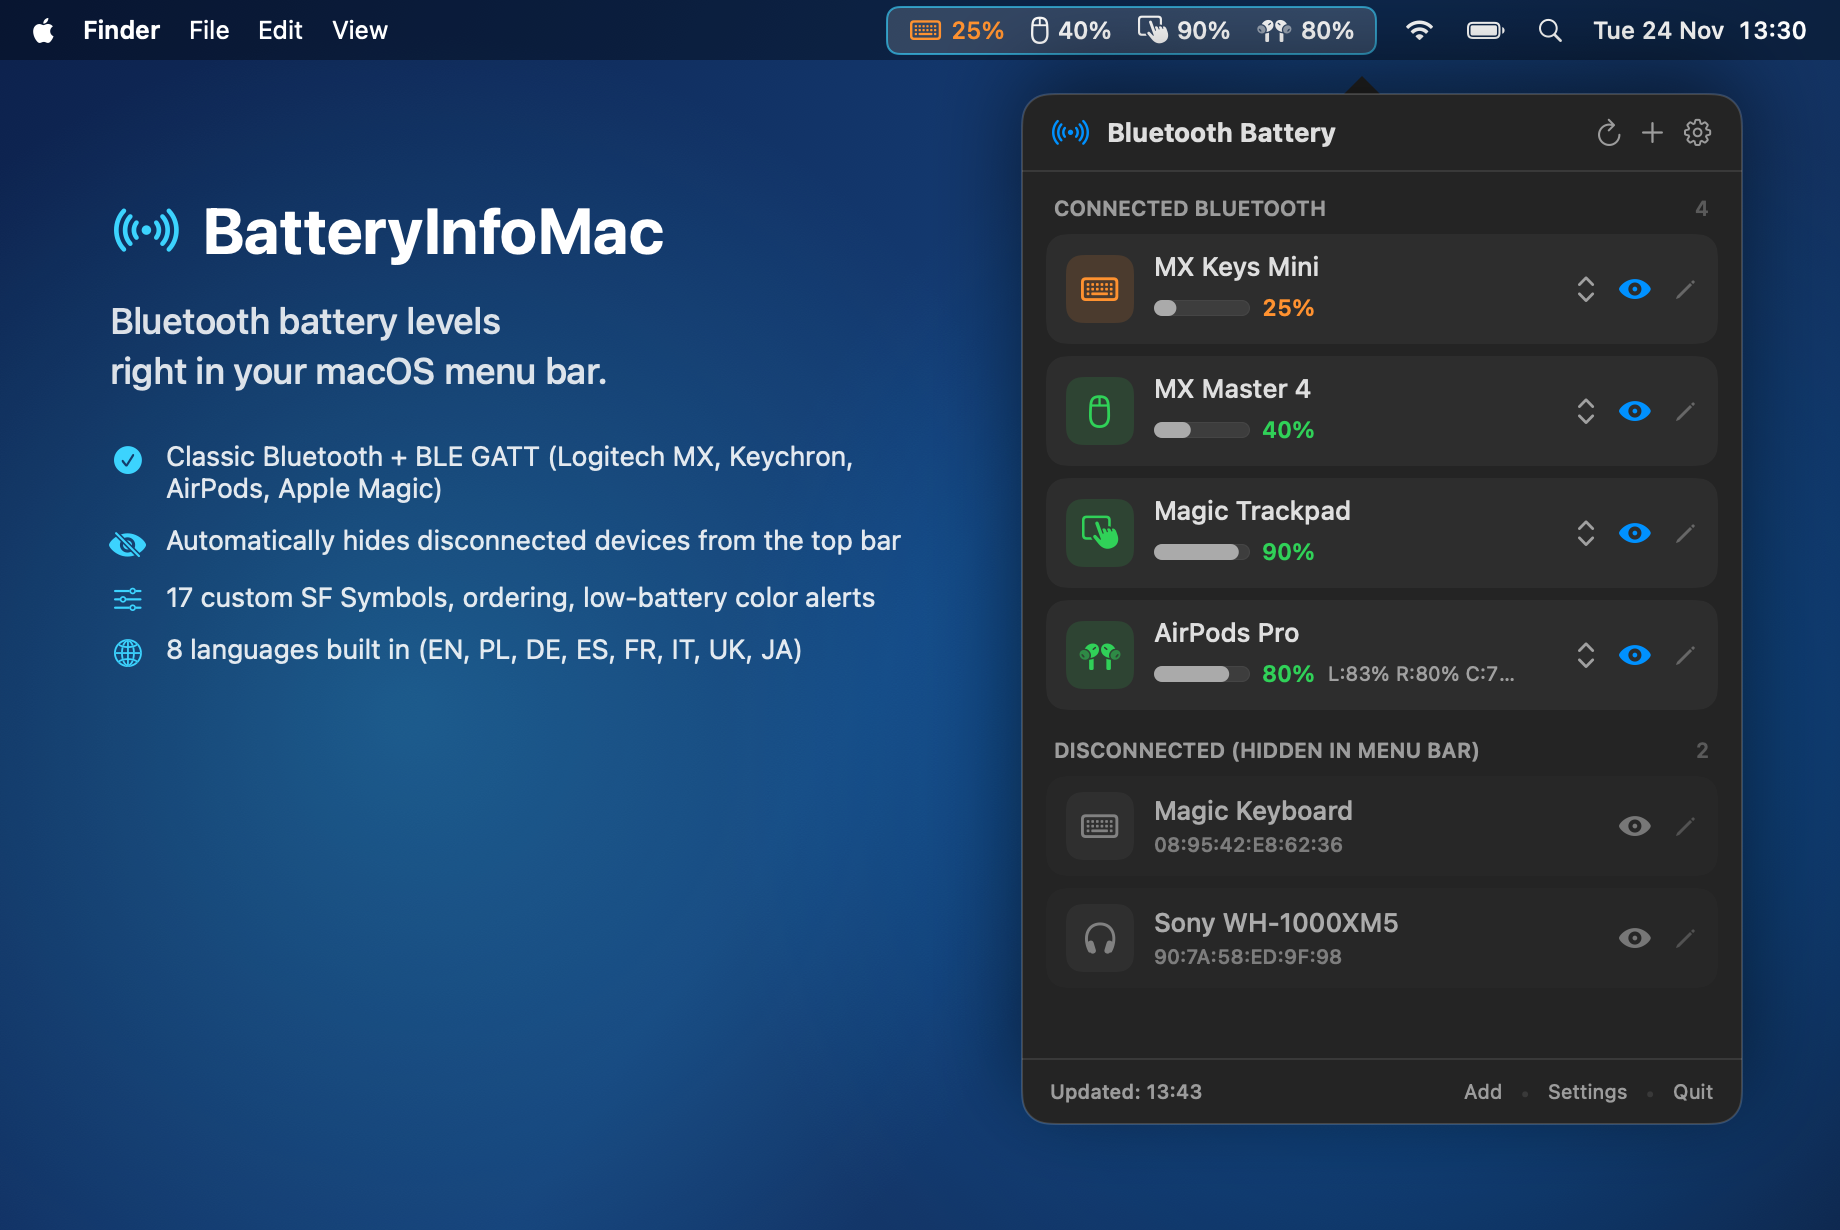 Finder File Edit View 25% 40% 90% 80% Tue 24 Nov 13:30
BatteryInfoMac
Bluetooth battery levels
right in your macOS menu bar.
Classic Bluetooth + BLE GATT (Logitech MX, Keychron,
AirPods, Apple Magic)
Automatically hides disconnected devices from the top bar
17 custom SF Symbols, ordering, low-battery color alerts
8 languages built in (EN, PL, DE, ES, FR, IT, UK, JA)
Bluetooth Battery
CONNECTED BLUETOOTH 4
MX Keys Mini
25%
MX Master 4
40%
Magic Trackpad
90%
AirPods Pro
80% L:83% R:80% C:7...
DISCONNECTED (HIDDEN IN MENU BAR) 2
Magic Keyboard
08:95:42:E8:62:36
Sony WH-1000XM5
90:7A:58:ED:9F:98
Updated: 13:43 Add • Settings • Quit